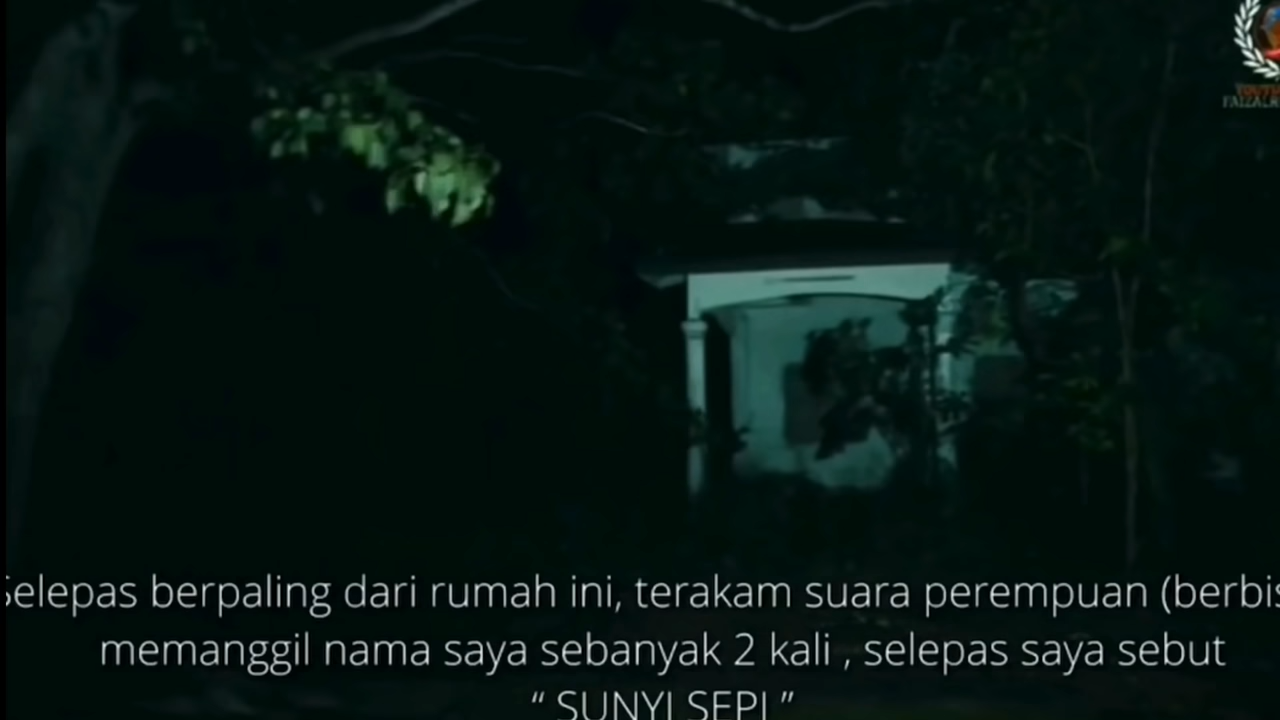 Selepas berpaling dari rumah ini, terakam suara perempuan (berbis
memanggil nama saya sebanyak 2 kali , selepas saya sebut
“ SUNYI SEPI ”